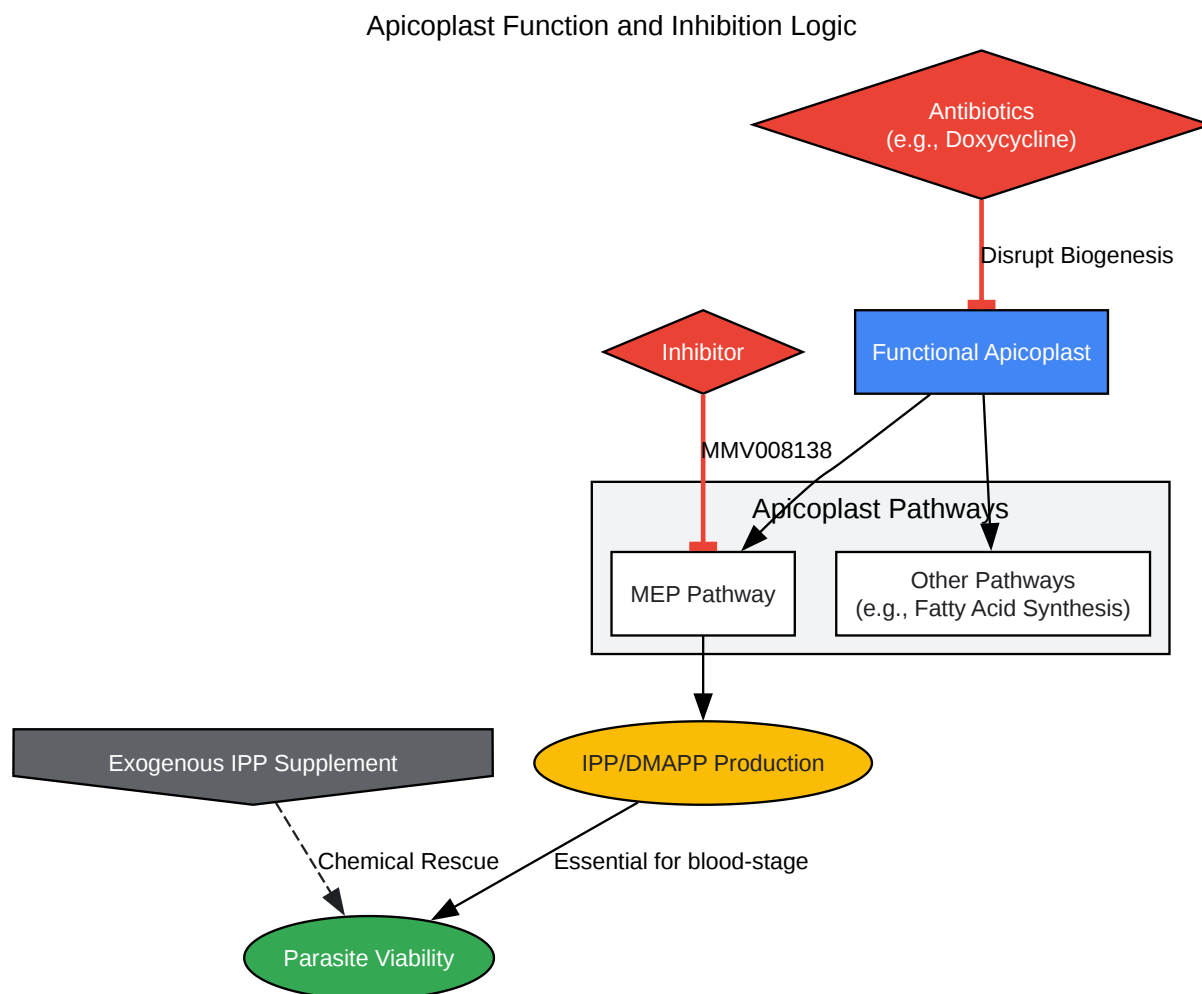 Apicoplast Function and Inhibition Logic
Antibiotics
(e.g., Doxycycline)
Disrupt Biogenesis
Inhibitor
Functional Apicoplast
MMV008138
Apicoplast Pathways
MEP Pathway
Other Pathways
(e.g., Fatty Acid Synthesis)
Exogenous IPP Supplement
IPP/DMAPP Production
Chemical Rescue
Essential for blood-stage
Parasite Viability